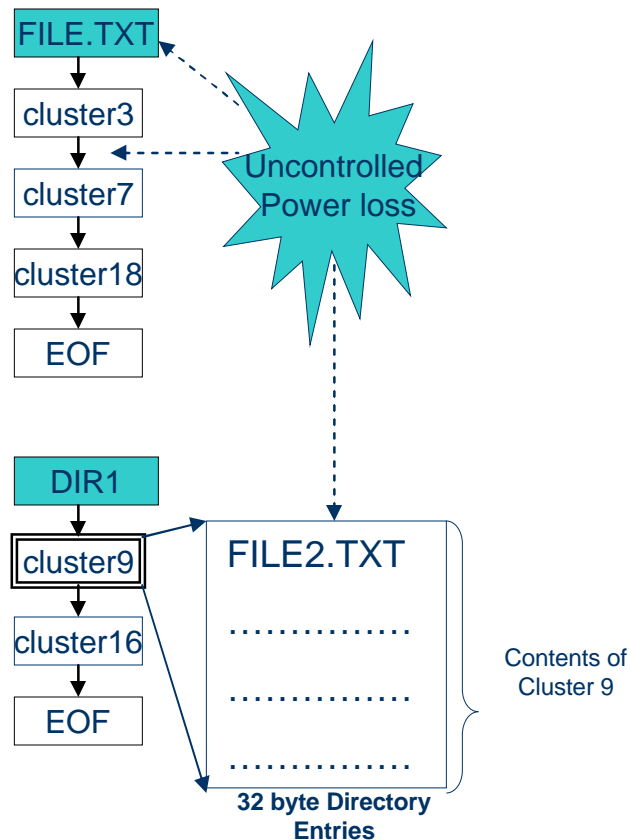 FILE.TXT
cluster3
cluster7
cluster18
EOF
Uncontrolled
Power loss
DIR1
cluster9
cluster16
EOF
FILE2.TXT
...............
...............
...............
Contents of
Cluster 9
32 byte Directory
Entries